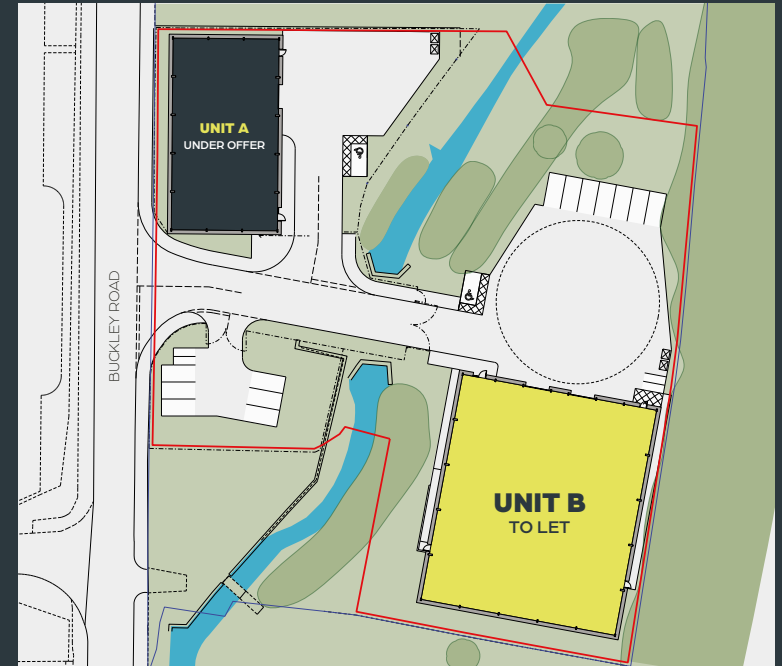 UNIT A
UNDER OFFER
BUCKLEY ROAD
UNIT B
TO LET